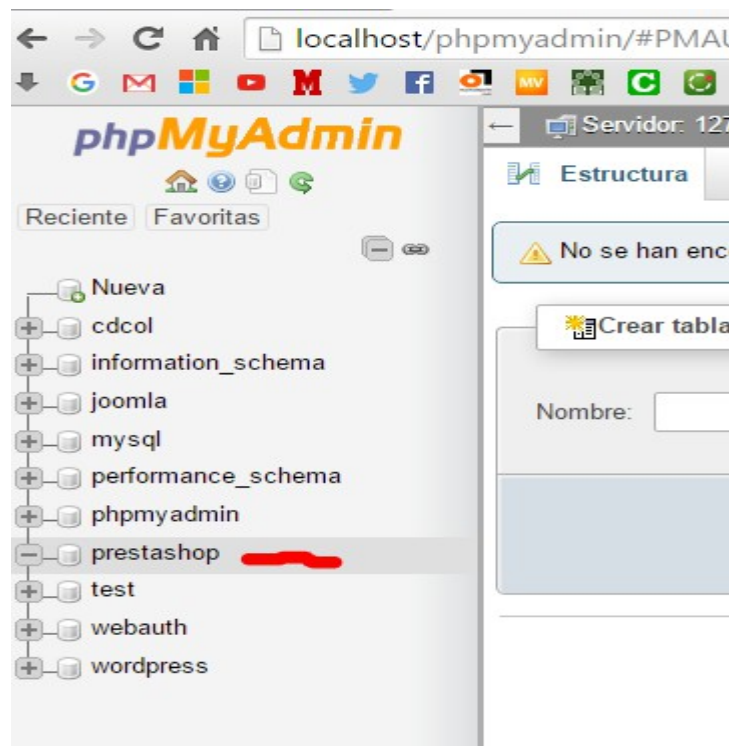 localhost/phpmyadmin/#PMAU
G M MV C
phpMyAdmin
Servidor: 127
Estructura
Reciente Favoritas
No se han enc
Nueva
cdcol
Crear tabla
information_schema
joomla
Nombre:
mysql
performance_schema
phpmyadmin
prestashop
test
webauth
wordpress